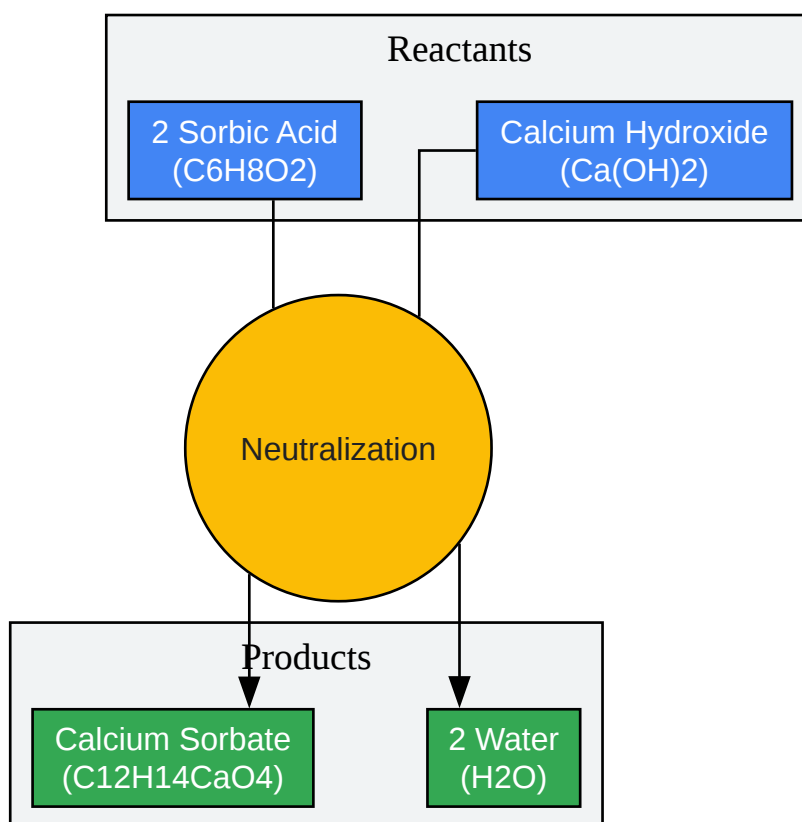 Reactants
2 Sorbic Acid
(C6H8O2)
Calcium Hydroxide
(Ca(OH)2)
Neutralization
Products
Calcium Sorbate
(C12H14CaO4)
2 Water
(H2O)